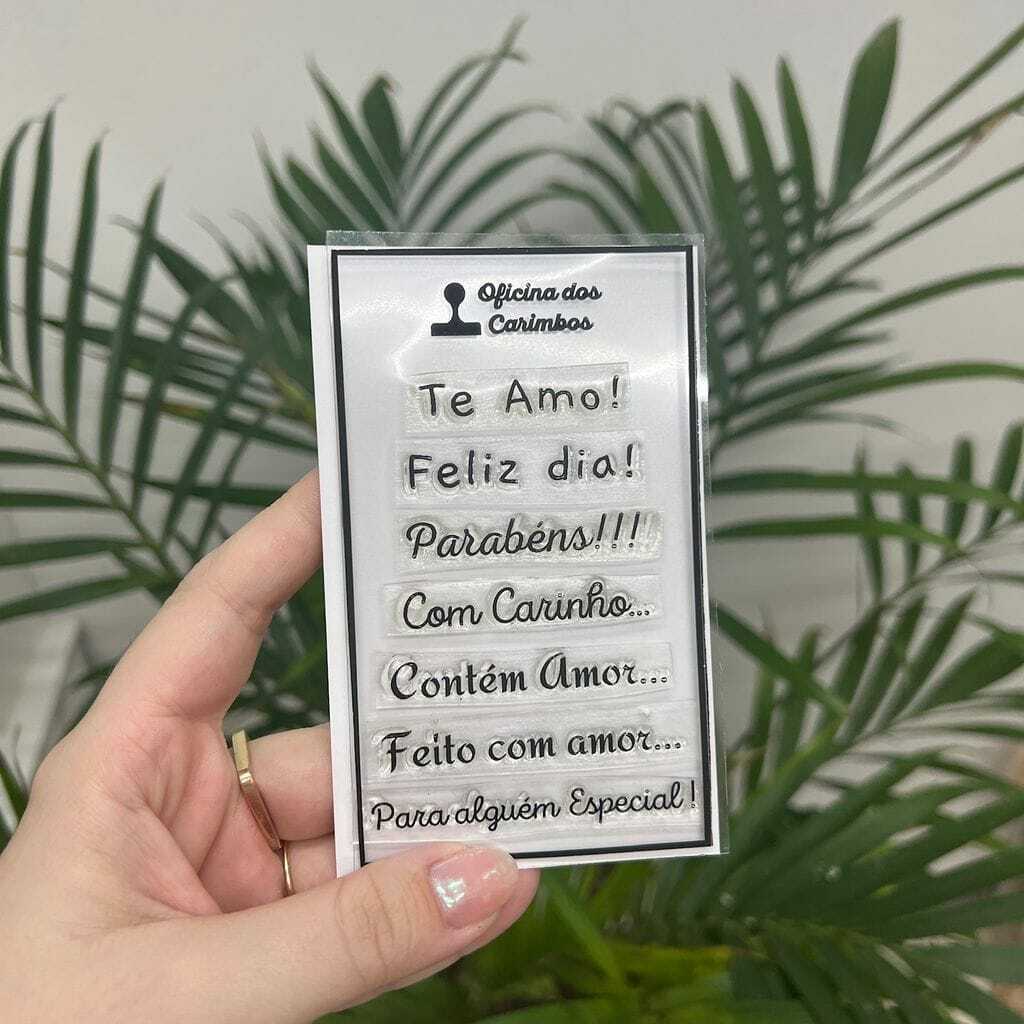 Oficina dos
Carimbos
Te Amo!
Feliz dia!
Parabéns!!!
Com Carinho...
Contém Amor...
Feito com amor...
Para alguém Especial!